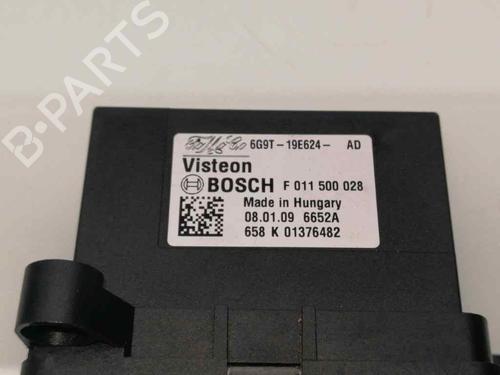 B-PARTS
6G9T-19E624- AD
Visteon
BOSCH F 011 500 028
Made in Hungary
08.01.09 6652A
658 K 01376482